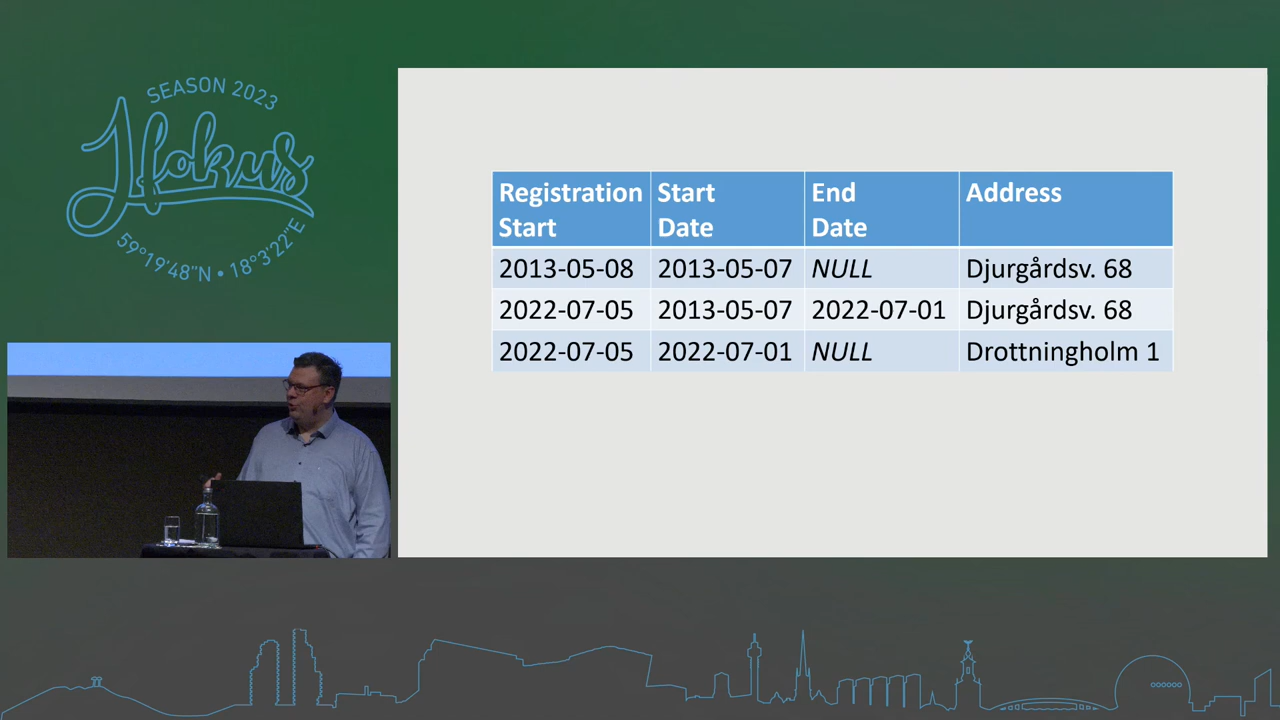 SEASON 2023
Jfokus
59°19'48"N • 18°3'22"E
Registration Start
Start Date
End Date
Address
2013-05-08 2013-05-07 NULL Djurgårdsv. 68
2022-07-05 2013-05-07 2022-07-01 Djurgårdsv. 68
2022-07-05 2022-07-01 NULL Drottningholm 1